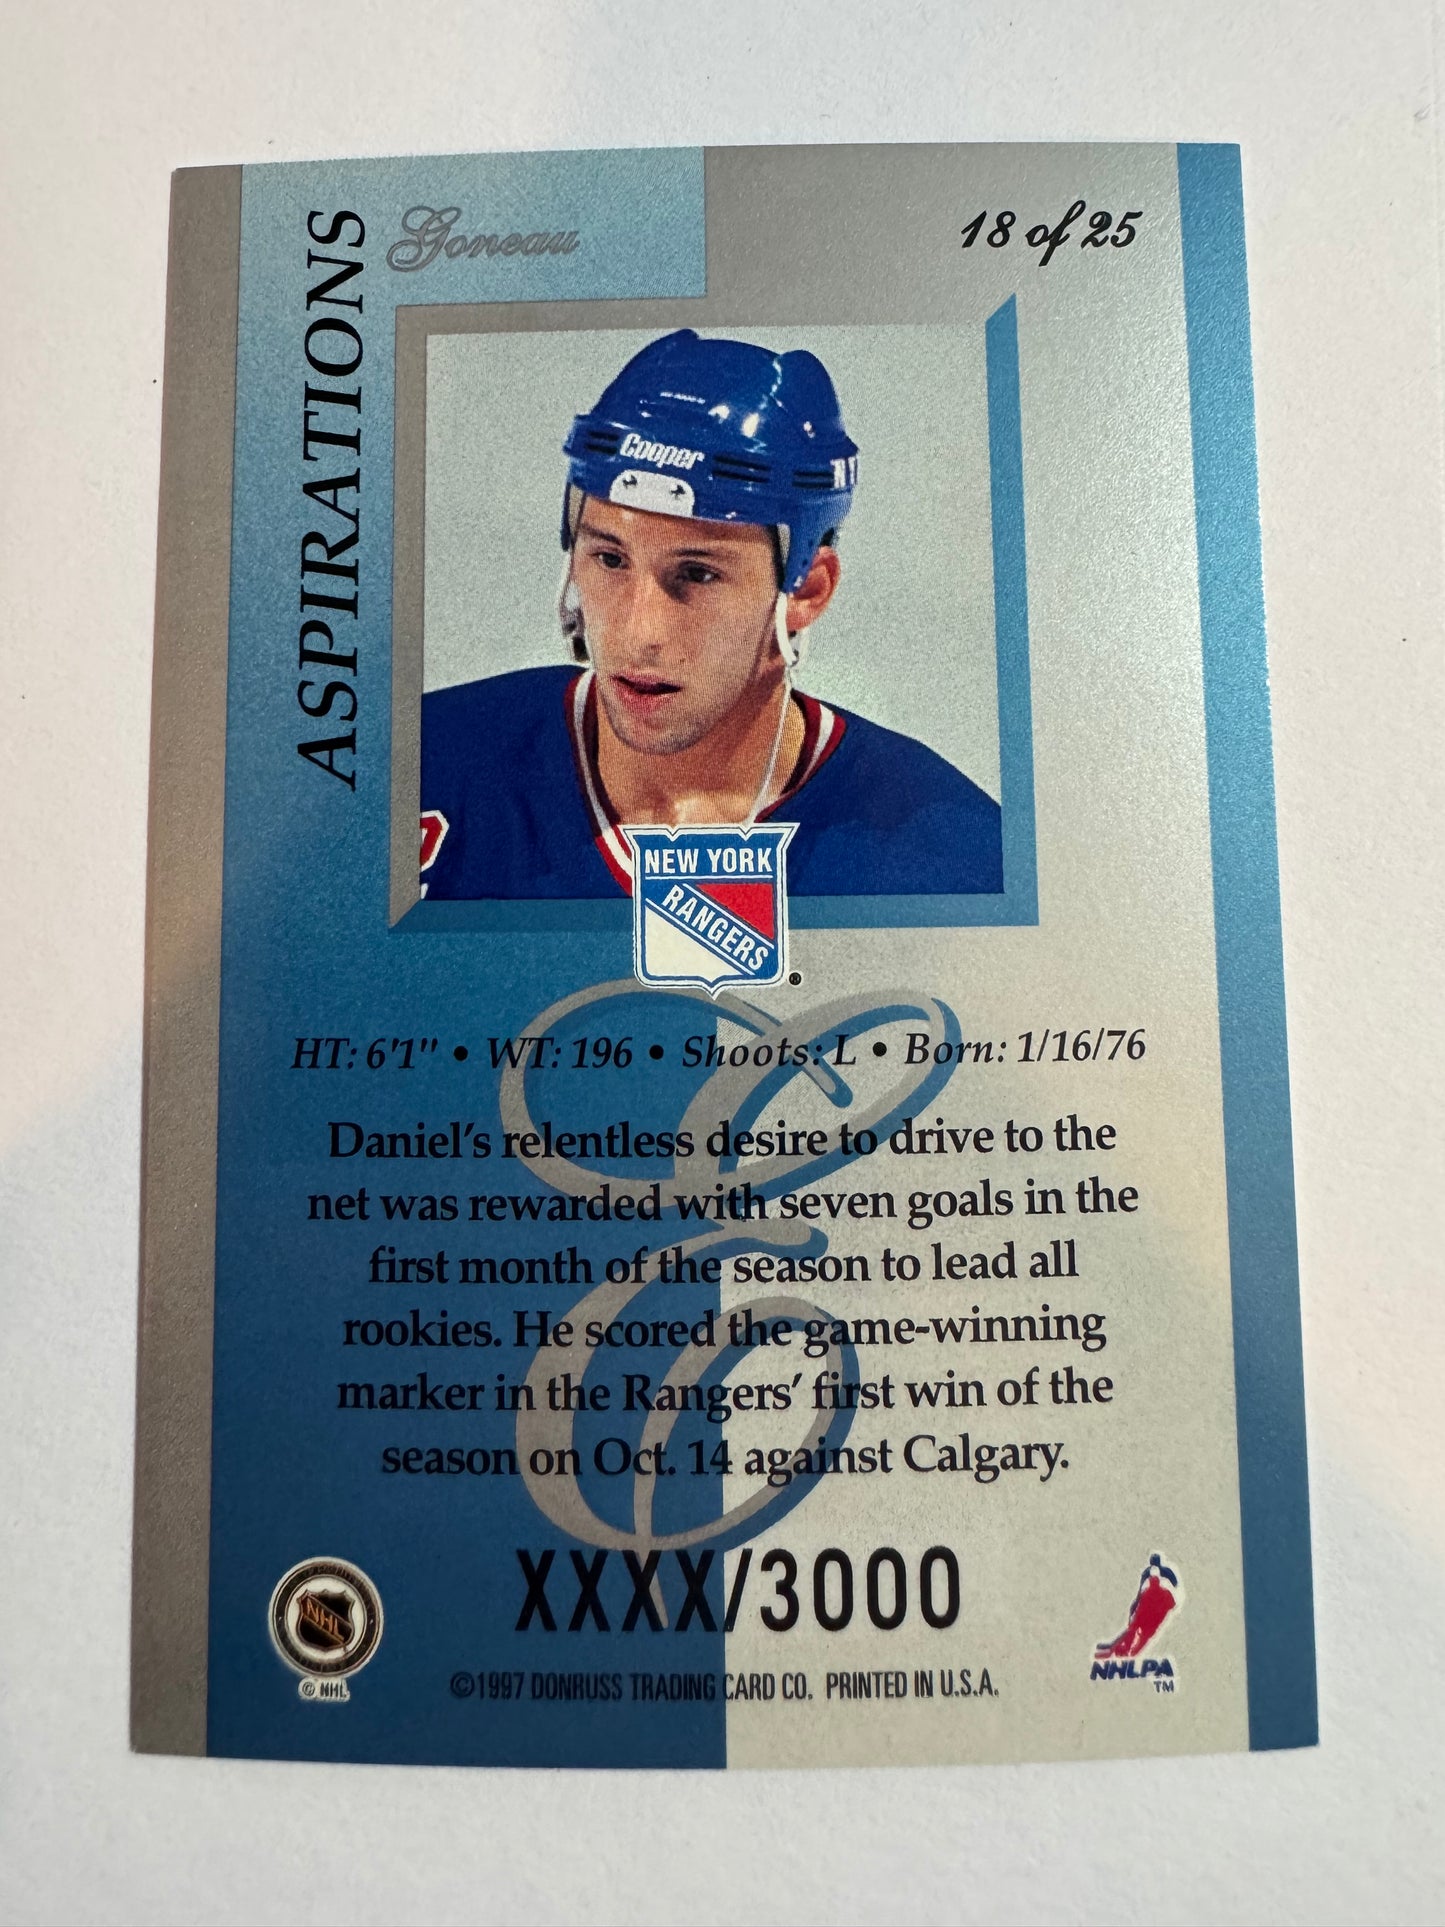 ASPIRATIONS
Goneau
18 of 25
Cooper
NY
NEW YORK
RANGERS
®
HT: 6'1" • WT: 196 • Shoots: L • Born: 1/16/76
Daniel's relentless desire to drive to the
net was rewarded with seven goals in the
first month of the season to lead all
rookies. He scored the game-winning
marker in the Rangers' first win of the
season on Oct. 14 against Calgary.
XXXX/3000
NHL
© NHL
©1997 DONRUSS TRADING CARD CO. PRINTED IN U.S.A.
NHLPA
TM